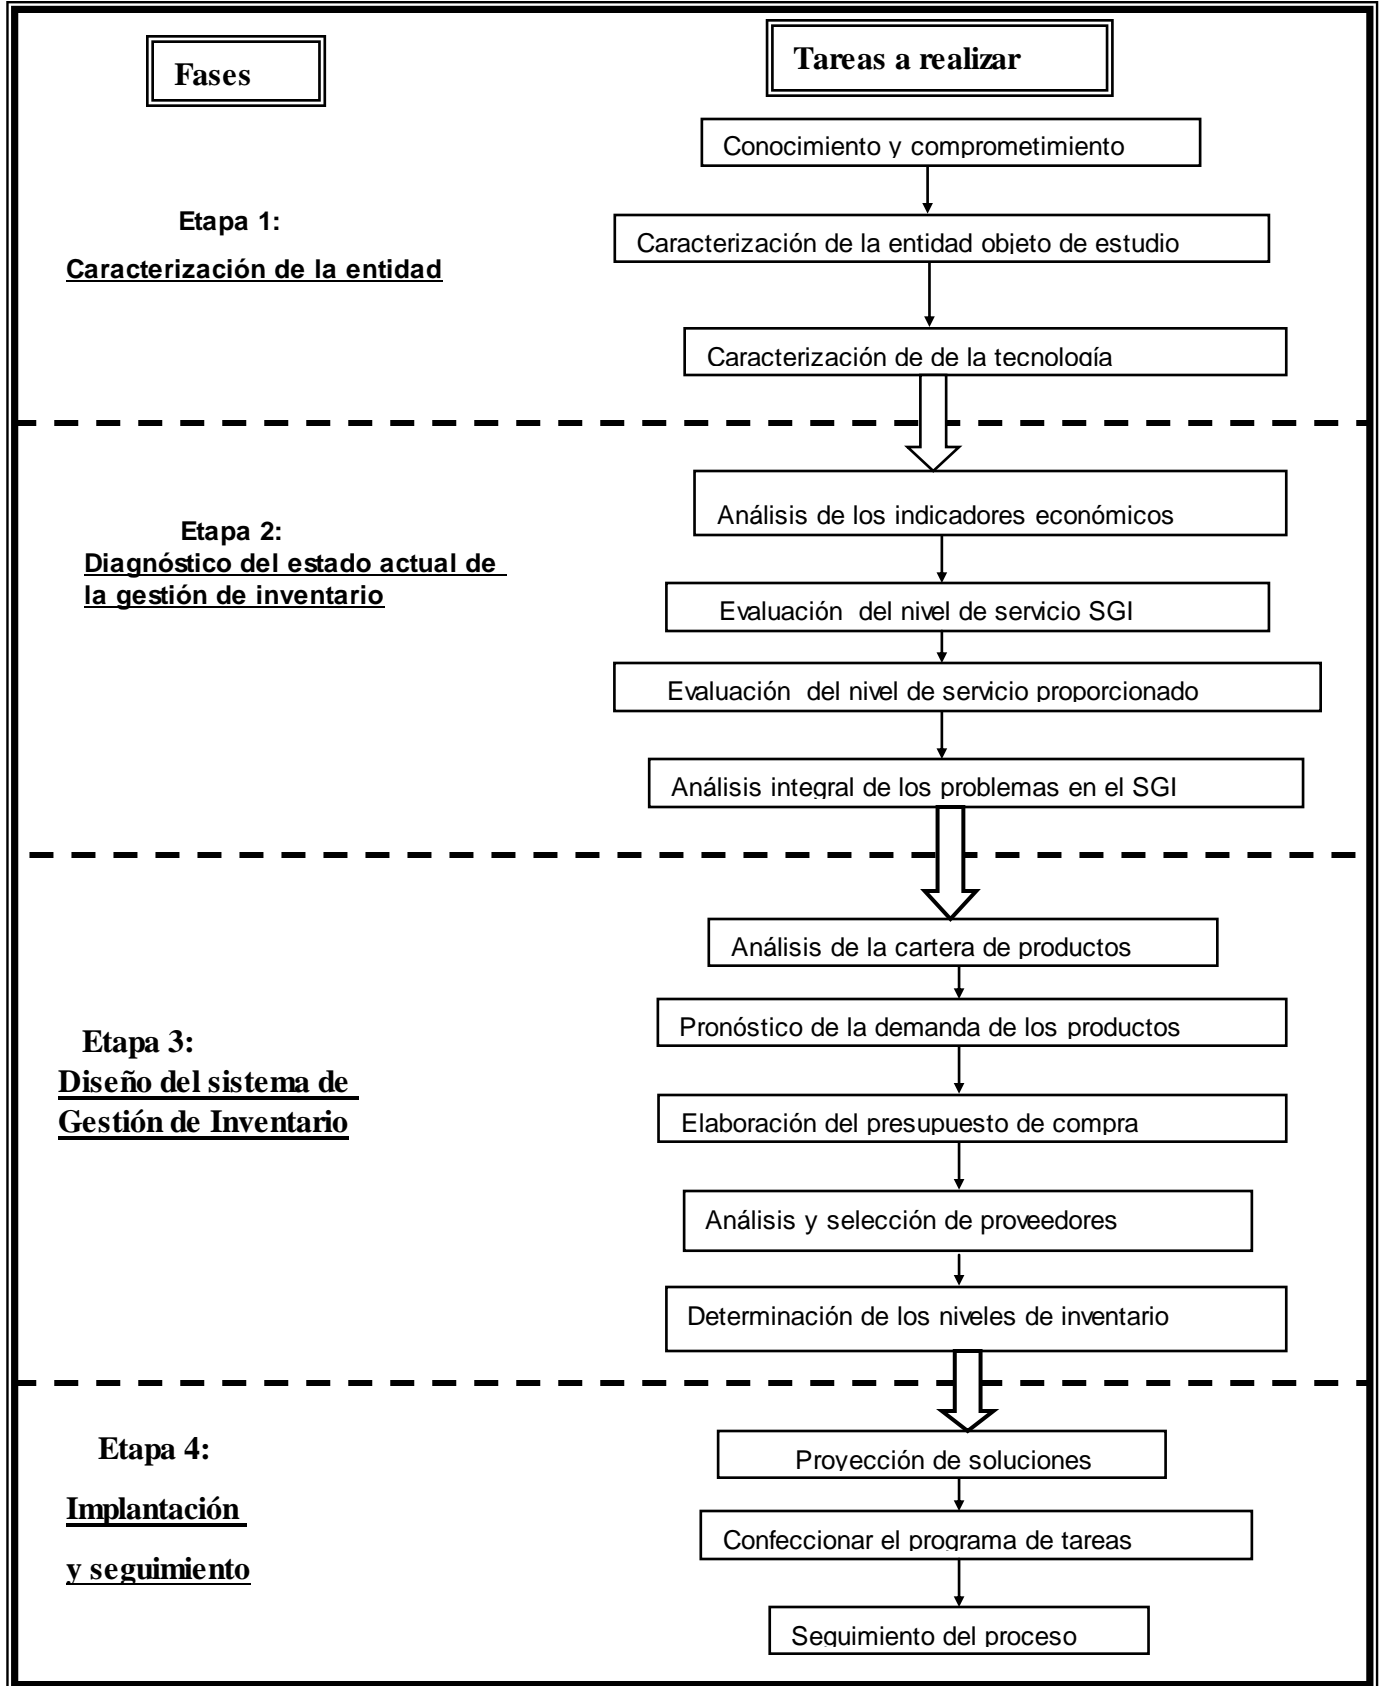 Fases
Tareas a realizar
Conocimiento y comprometimiento
Etapa 1:
Caracterización de la entidad
Caracterización de la entidad objeto de estudio
Caracterización de de la tecnología
Etapa 2:
Diagnóstico del estado actual de
la gestión de inventario
Análisis de los indicadores económicos
Evaluación del nivel de servicio SGI
Evaluación del nivel de servicio proporcionado
Análisis integral de los problemas en el SGI
Etapa 3:
Diseño del sistema de
Gestión de Inventario
Análisis de la cartera de productos
Pronóstico de la demanda de los productos
Elaboración del presupuesto de compra
Análisis y selección de proveedores
Determinación de los niveles de inventario
Etapa 4:
Implantación
y seguimiento
Proyección de soluciones
Confeccionar el programa de tareas
Seguimiento del proceso